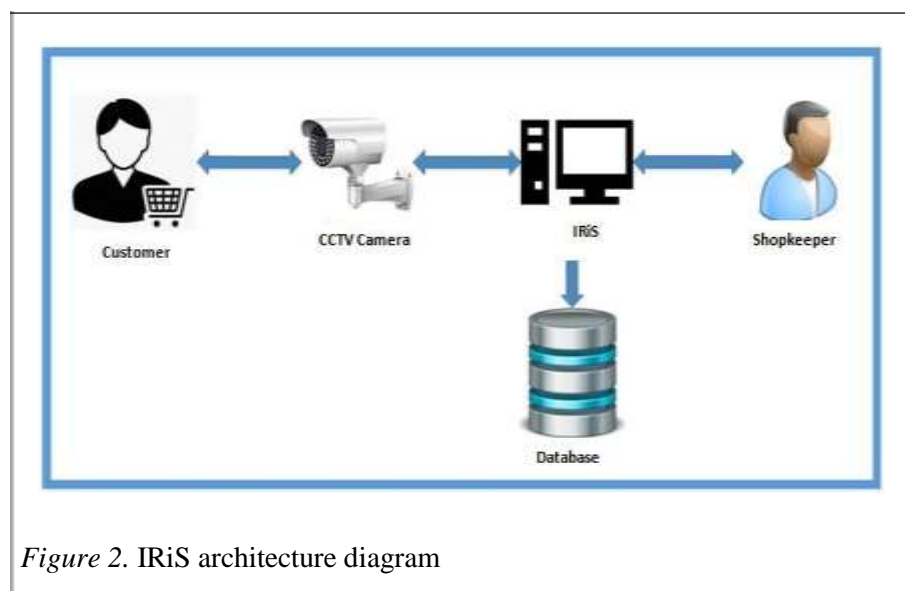 Customer
CCTV Camera
IRiS
Shopkeeper
Database
Figure 2. IRiS architecture diagram